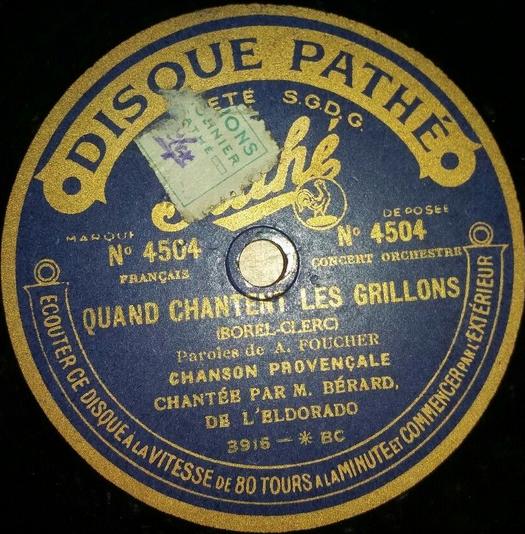 DISQUE PATHÉ
S.G.D.G.
Pathé
MARQUE DÉPOSÉE
Nº 4504 Nº 4504
FRANÇAIS CONCERT ORCHESTRE
QUAND CHANTENT LES GRILLONS
(BOREL-CLERC)
Paroles de A. FOUCHER
CHANSON PROVENÇALE
CHANTÉE PAR M. BÉRARD,
DE L'ELDORADO
3916 — * BC
ECOUTER CE DISQUE A LA VITESSE DE 80 TOURS A LA MINUTE ET COMMENCER PAR L'EXTÉRIEUR